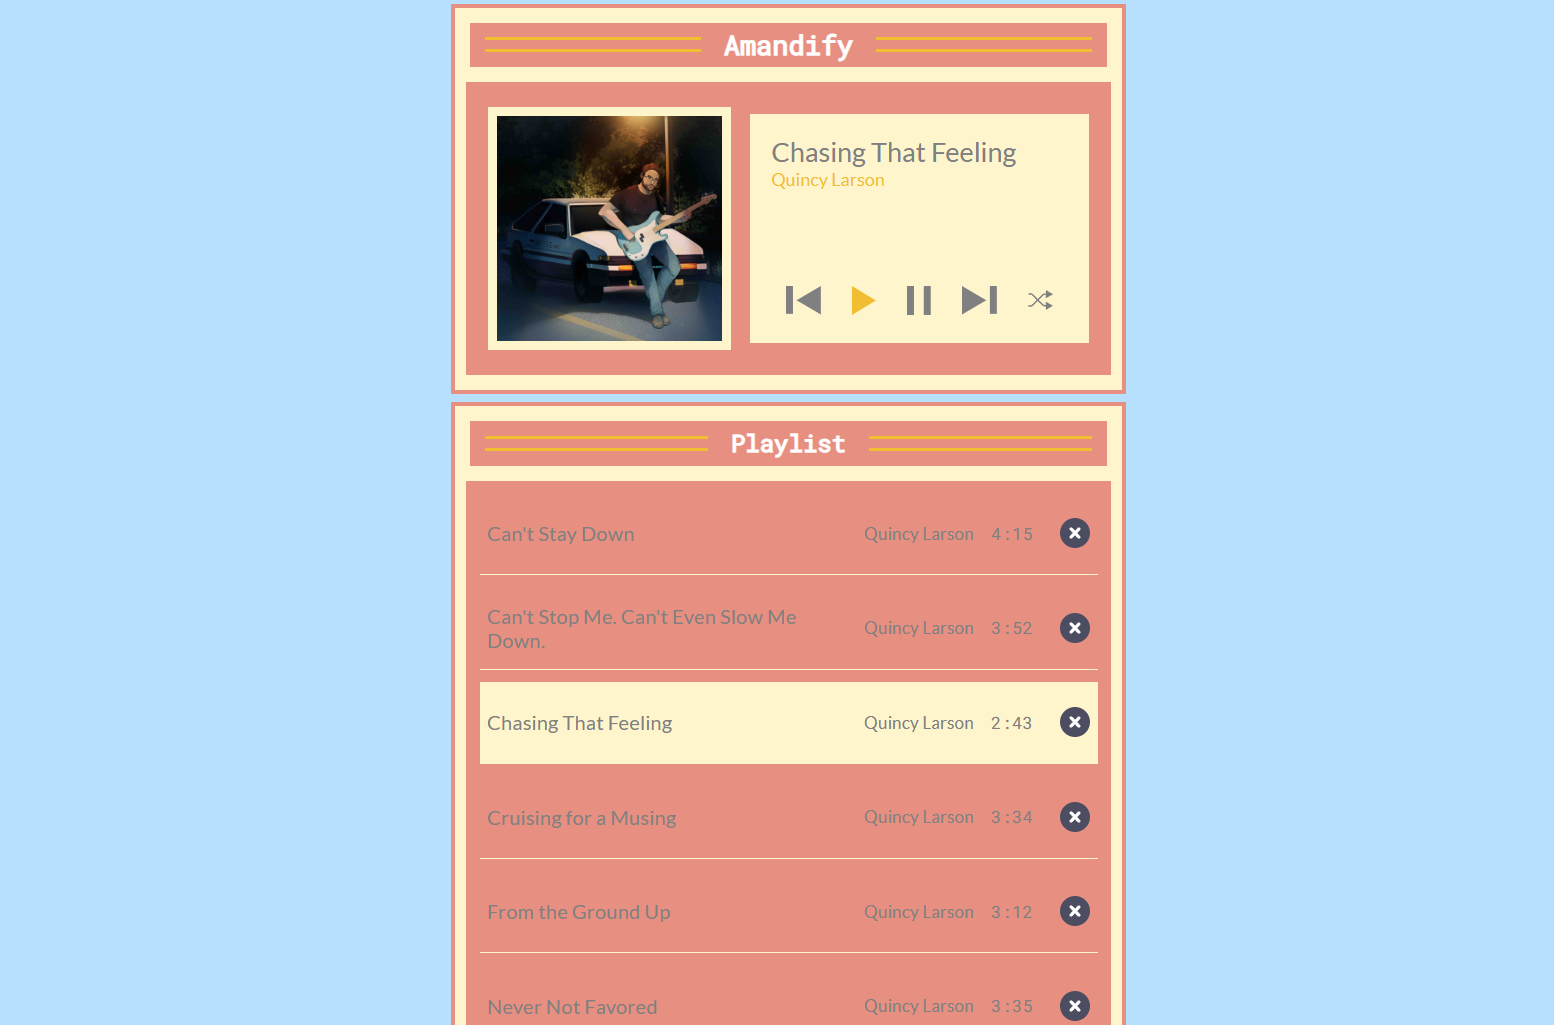 Amandify
Chasing That Feeling
Quincy Larson
Playlist
Can't Stay Down Quincy Larson 4:15
Can't Stop Me. Can't Even Slow Me
Down. Quincy Larson 3:52
Chasing That Feeling Quincy Larson 2:43
Cruising for a Musing Quincy Larson 3:34
From the Ground Up Quincy Larson 3:12
Never Not Favored Quincy Larson 3:35